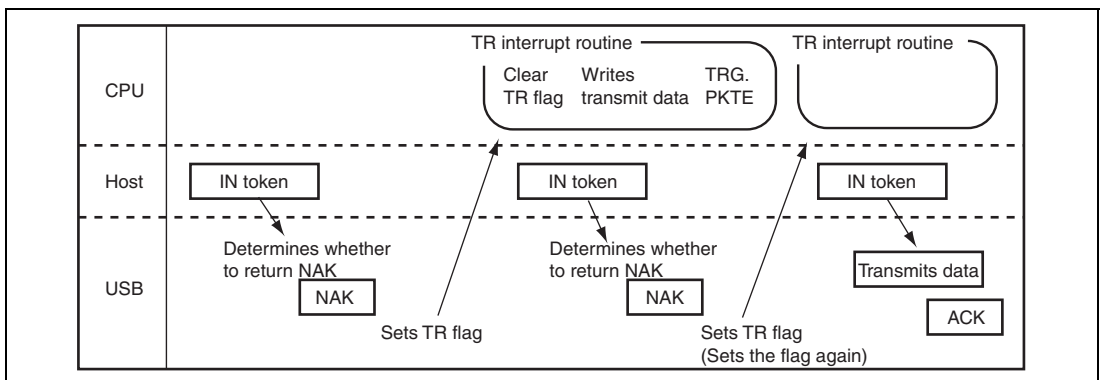 TR interrupt routine
TR interrupt routine
CPU
Clear Writes TRG.
TR flag transmit data PKTE
Host
IN token
IN token
IN token
USB
Determines whether
to return NAK
NAK
Sets TR flag
Determines whether
to return NAK
NAK
Sets TR flag
(Sets the flag again)
Transmits data
ACK